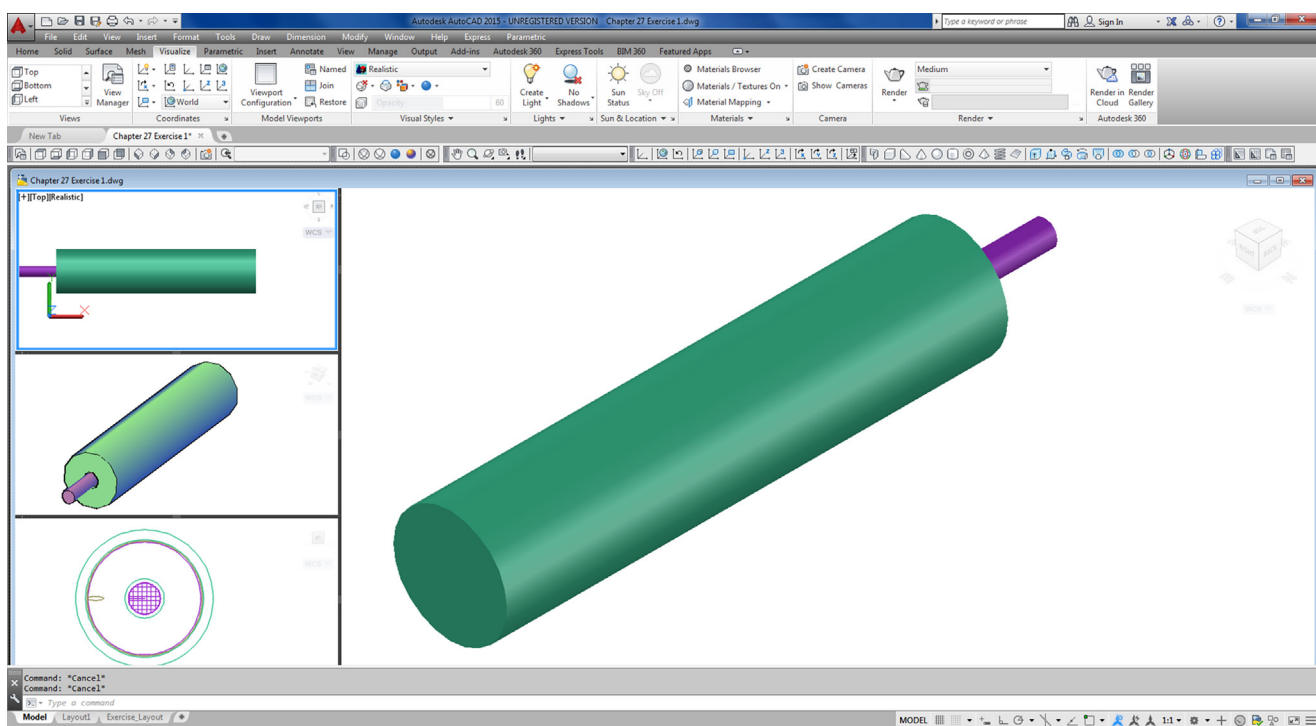 Autodesk AutoCAD 2015 - UNREGISTERED VERSION Chapter 27 Exercise 1.dwg
Type a keyword or phrase
Sign In
File Edit View Insert Format Tools Draw Dimension Modify Window Help Express Parametric
Home Solid Surface Mesh Visualize Parametric Insert Annotate View Manage Output Add-ins Autodesk 360 Express Tools BIM 360 Featured Apps
Top
Bottom
Left
View Manager
World
Viewport Configuration
Named
Join
Restore
Realistic
Opacity 60
Create Light
No Shadows
Sun Status
Sky Off
Materials Browser
Materials / Textures On
Material Mapping
Create Camera
Show Cameras
Render
Medium
Render in Cloud
Render Gallery
Views Coordinates Model Viewports Visual Styles Lights Sun & Location Materials Camera Render Autodesk 360
New Tab Chapter 27 Exercise 1*
Chapter 27 Exercise 1.dwg
[+][Top][Realistic]
WCS
X
WCS
WCS
WCS
Command: *Cancel*
Command: *Cancel*
Type a command
Model Layout1 Exercise_Layout
MODEL 1:1